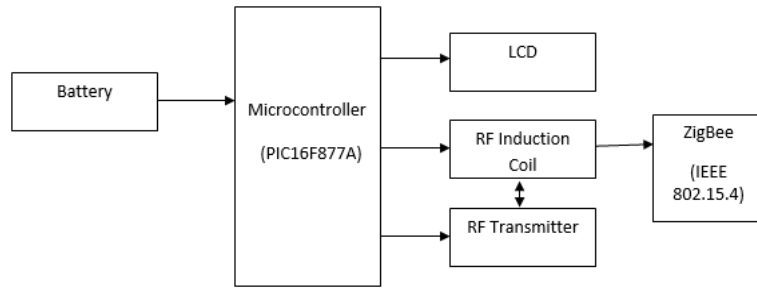 Battery
Microcontroller
(PIC16F877A)
LCD
RF Induction
Coil
RF Transmitter
ZigBee
(IEEE
802.15.4)